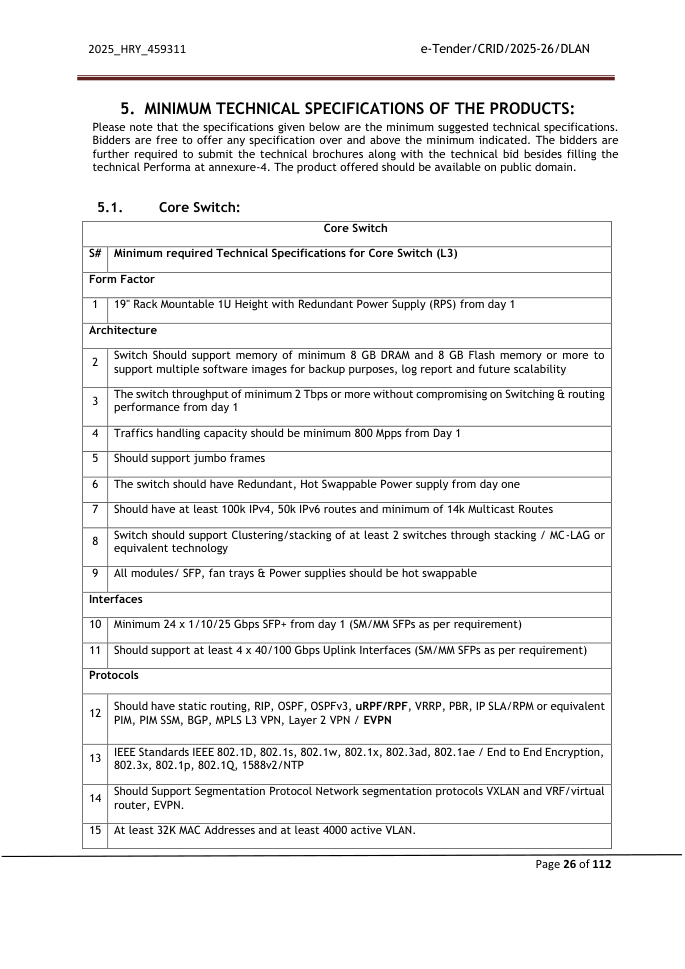 2025_HRY_459311
e-Tender/CRID/2025-26/DLAN
5. MINIMUM TECHNICAL SPECIFICATIONS OF THE PRODUCTS:
Please note that the specifications given below are the minimum suggested technical specifications.
Bidders are free to offer any specification over and above the minimum indicated. The bidders are
further required to submit the technical brochures along with the technical bid besides filling the
technical Performa at annexure-4. The product offered should be available on public domain.
5.1. Core Switch:
Core Switch
S# Minimum required Technical Specifications for Core Switch (L3)
Form Factor
1 19" Rack Mountable 1U Height with Redundant Power Supply (RPS) from day 1
Architecture
2 Switch Should support memory of minimum 8 GB DRAM and 8 GB Flash memory or more to
support multiple software images for backup purposes, log report and future scalability
3 The switch throughput of minimum 2 Tbps or more without compromising on Switching & routing
performance from day 1
4 Traffics handling capacity should be minimum 800 Mpps from Day 1
5 Should support jumbo frames
6 The switch should have Redundant, Hot Swappable Power supply from day one
7 Should have at least 100k IPv4, 50k IPv6 routes and minimum of 14k Multicast Routes
8 Switch should support Clustering/stacking of at least 2 switches through stacking / MC-LAG or
equivalent technology
9 All modules/ SFP, fan trays & Power supplies should be hot swappable
Interfaces
10 Minimum 24 x 1/10/25 Gbps SFP+ from day 1 (SM/MM SFPs as per requirement)
11 Should support at least 4 x 40/100 Gbps Uplink Interfaces (SM/MM SFPs as per requirement)
Protocols
12 Should have static routing, RIP, OSPF, OSPFv3, uRPF/RPF, VRRP, PBR, IP SLA/RPM or equivalent
PIM, PIM SSM, BGP, MPLS L3 VPN, Layer 2 VPN / EVPN
13 IEEE Standards IEEE 802.1D, 802.1s, 802.1w, 802.1x, 802.3ad, 802.1ae / End to End Encryption,
802.3x, 802.1p, 802.1Q, 1588v2/NTP
14 Should Support Segmentation Protocol Network segmentation protocols VXLAN and VRF/virtual
router, EVPN.
15 At least 32K MAC Addresses and at least 4000 active VLAN.
Page 26 of 112